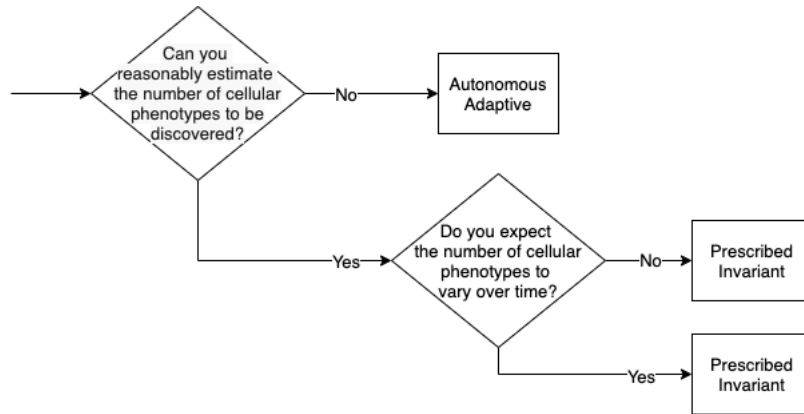 Can you
reasonably estimate
the number of cellular
phenotypes to be
discovered?
No
Autonomous
Adaptive
Yes
Do you expect
the number of cellular
phenotypes to
vary over time?
No
Prescribed
Invariant
Yes
Prescribed
Invariant